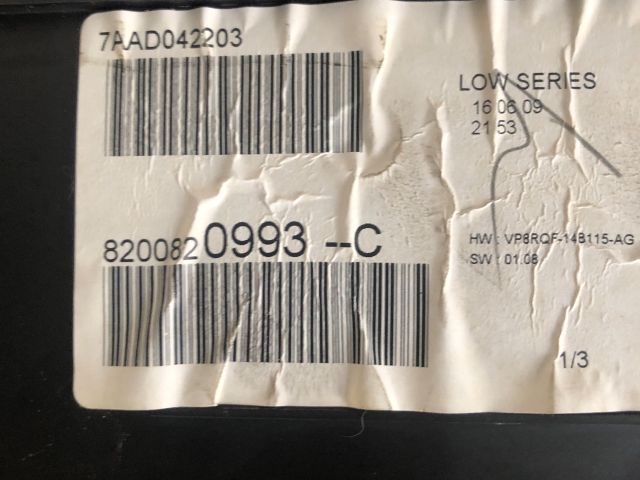 7AAD042203
LOW SERIES
16 06 09
21 53
8200820993 --C
HW : VP8RQF-14B115-AG
SW : 01.08
1/3